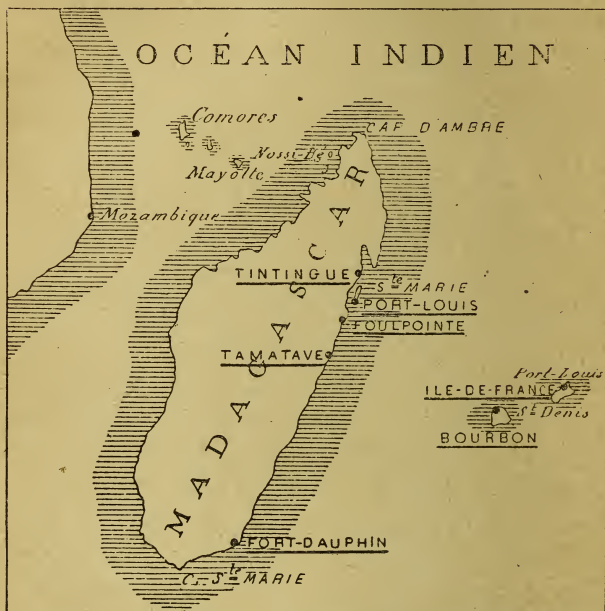 OCÉAN INDIEN
Comores
CAP D'AMBRE
Nossi-Bé
Mayotte
Mozambique
MADAGASCAR
TINTINGUE
Ste MARIE
PORT-LOUIS
FOULPOINTE
TAMATAVE
Port-Louis
ILE-DE-FRANCE
St Denis
BOURBON
FORT-DAUPHIN
C. Ste MARIE